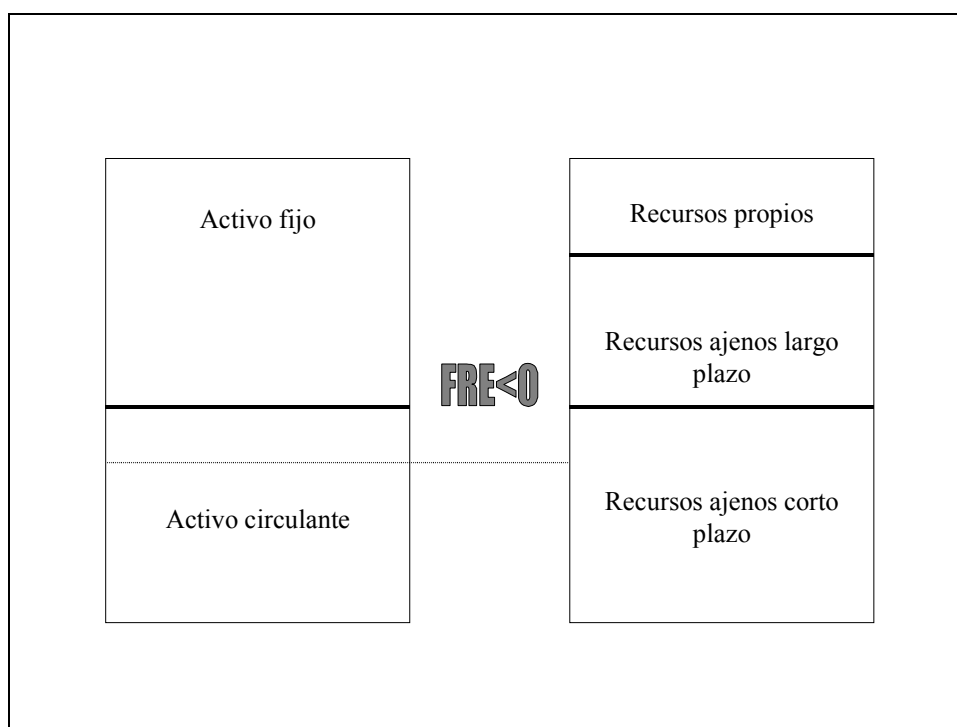 Activo fijo
Activo circulante
FRE<0
Recursos propios
Recursos ajenos largo
plazo
Recursos ajenos corto
plazo